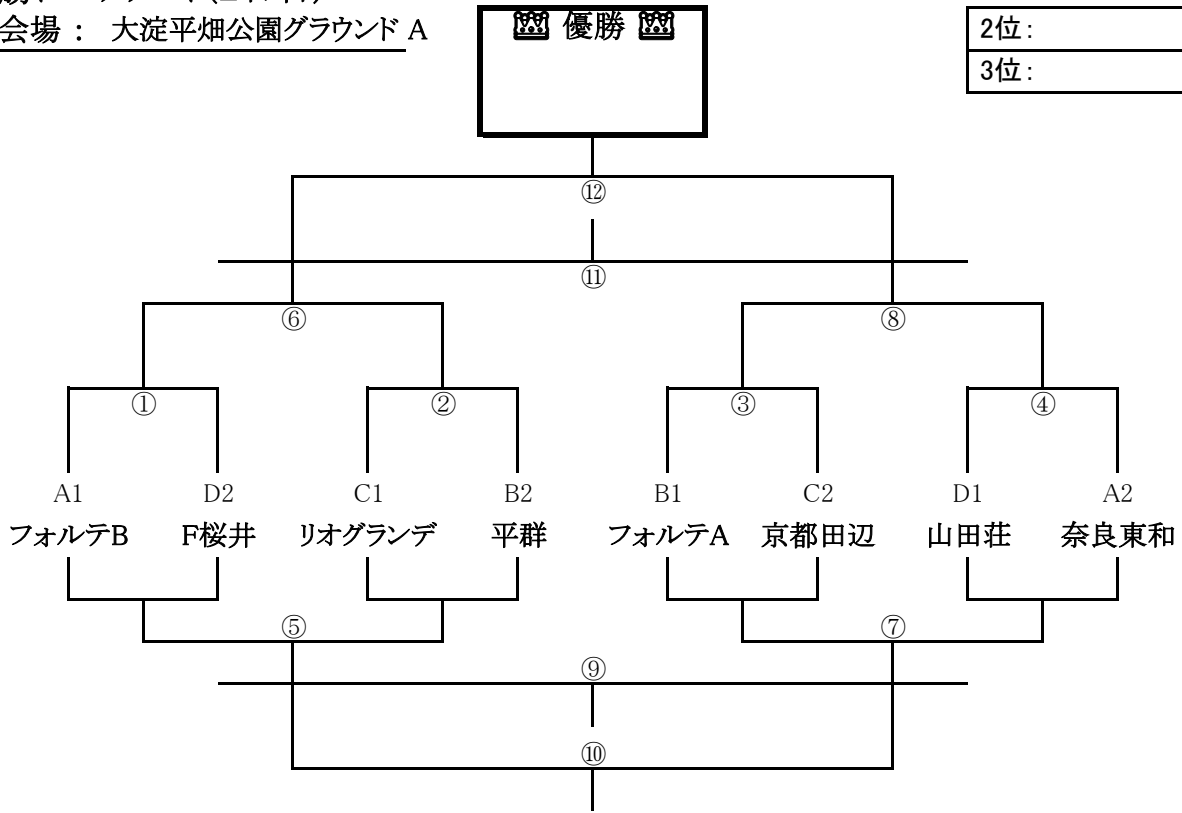 会場 : 大淀平畑公園グラウンド A
優勝
2位:
3位:
⑫
⑪
⑥ ⑧
① ② ③ ④
A1 D2 C1 B2 B1 C2 D1 A2
フォルテB F桜井 リオグランデ 平群 フォルテA 京都田辺 山田荘 奈良東和
⑤ ⑦
⑨
⑩